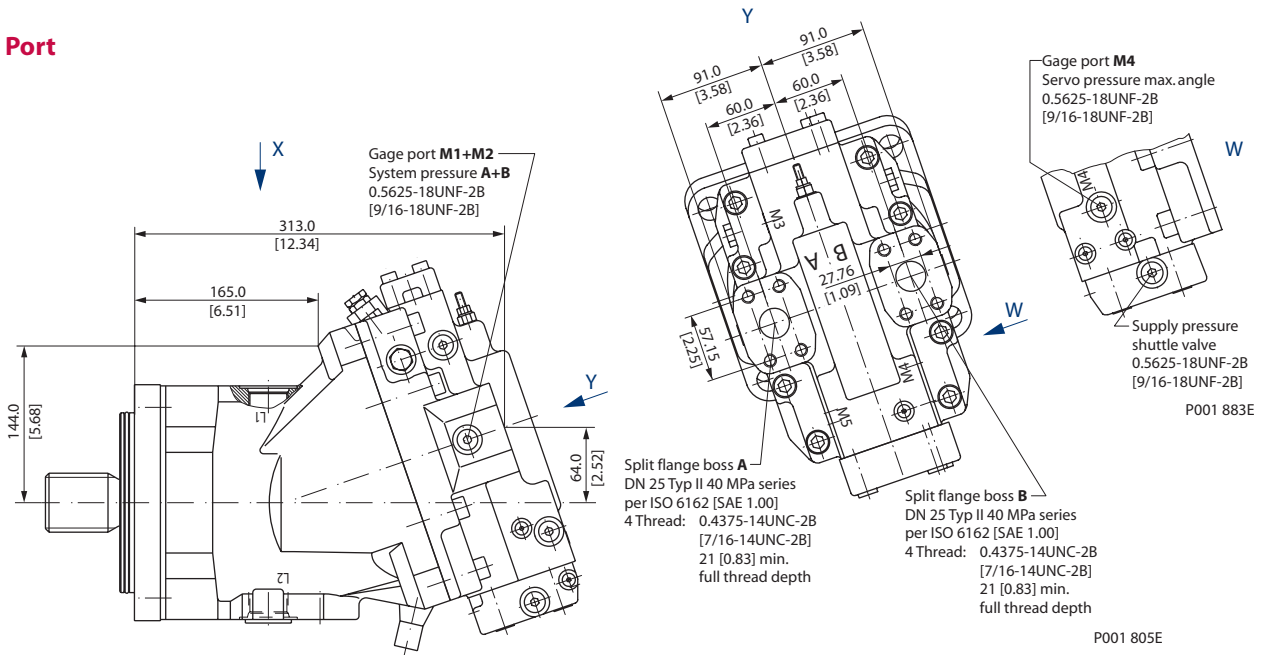 Port
X
Gage port M1+M2
System pressure A+B
0.5625-18UNF-2B
[9/16-18UNF-2B]
313.0
[12.34]
165.0
[6.51]
144.0
[5.68]
L1
L2
Y
64.0
[2.52]
Y
91.0
[3.58]
91.0
[3.58]
60.0
[2.36]
60.0
[2.36]
M3
B
A
27.76
[1.09]
57.15
[2.25]
M4
M5
W
Split flange boss A
DN 25 Typ II 40 MPa series
per ISO 6162 [SAE 1.00]
4 Thread: 0.4375-14UNC-2B
[7/16-14UNC-2B]
21 [0.83] min.
full thread depth
Split flange boss B
DN 25 Typ II 40 MPa series
per ISO 6162 [SAE 1.00]
4 Thread: 0.4375-14UNC-2B
[7/16-14UNC-2B]
21 [0.83] min.
full thread depth
P001 805E
Gage port M4
Servo pressure max. angle
0.5625-18UNF-2B
[9/16-18UNF-2B]
W
M4
Supply pressure
shuttle valve
0.5625-18UNF-2B
[9/16-18UNF-2B]
P001 883E